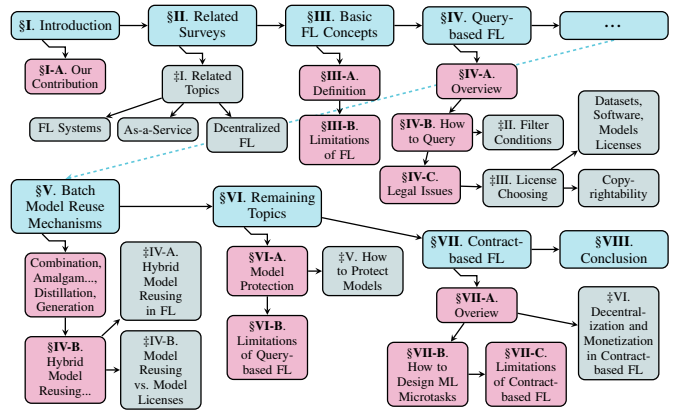 §I. Introduction
§II. Related
Surveys
§III. Basic
FL Concepts
§IV. Query-
based FL
...
§I-A. Our
Contribution
‡I. Related
Topics
FL Systems
As-a-Service
Dcentralized
FL
§III-A.
Definition
§III-B.
Limitations
of FL
§IV-A.
Overview
§IV-B. How
to Query
‡II. Filter
Conditions
§IV-C.
Legal Issues
‡III. License
Choosing
Datasets,
Software,
Models
Licenses
Copy-
rightability
§V. Batch
Model Reuse
Mechanisms
§VI. Remaining
Topics
§VII. Contract-
based FL
§VIII.
Conclusion
Combination,
Amalgam...,
Distillation,
Generation
‡IV-A.
Hybrid
Model
Reusing
in FL
§IV-B.
Hybrid
Model
Reusing...
‡IV-B.
Model
Reusing
vs. Model
Licenses
§VI-A.
Model
Protection
‡V. How
to Protect
Models
§VI-B.
Limitations
of Query-
based FL
§VII-A.
Overiew
‡VI.
Decentral-
ization and
Monetization
in Contract-
based FL
§VII-B.
How to
Design ML
Microtasks
§VII-C.
Limitations
of Contract-
based FL